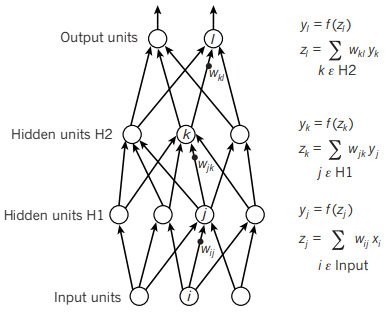 Output units
l
y_l = f(z_l)
z_l = Σ w_kl y_k
k ε H2
w_kl
Hidden units H2
k
y_k = f(z_k)
z_k = Σ w_jk y_j
j ε H1
w_jk
Hidden units H1
j
y_j = f(z_j)
z_j = Σ w_ij x_i
i ε Input
w_ij
Input units
i